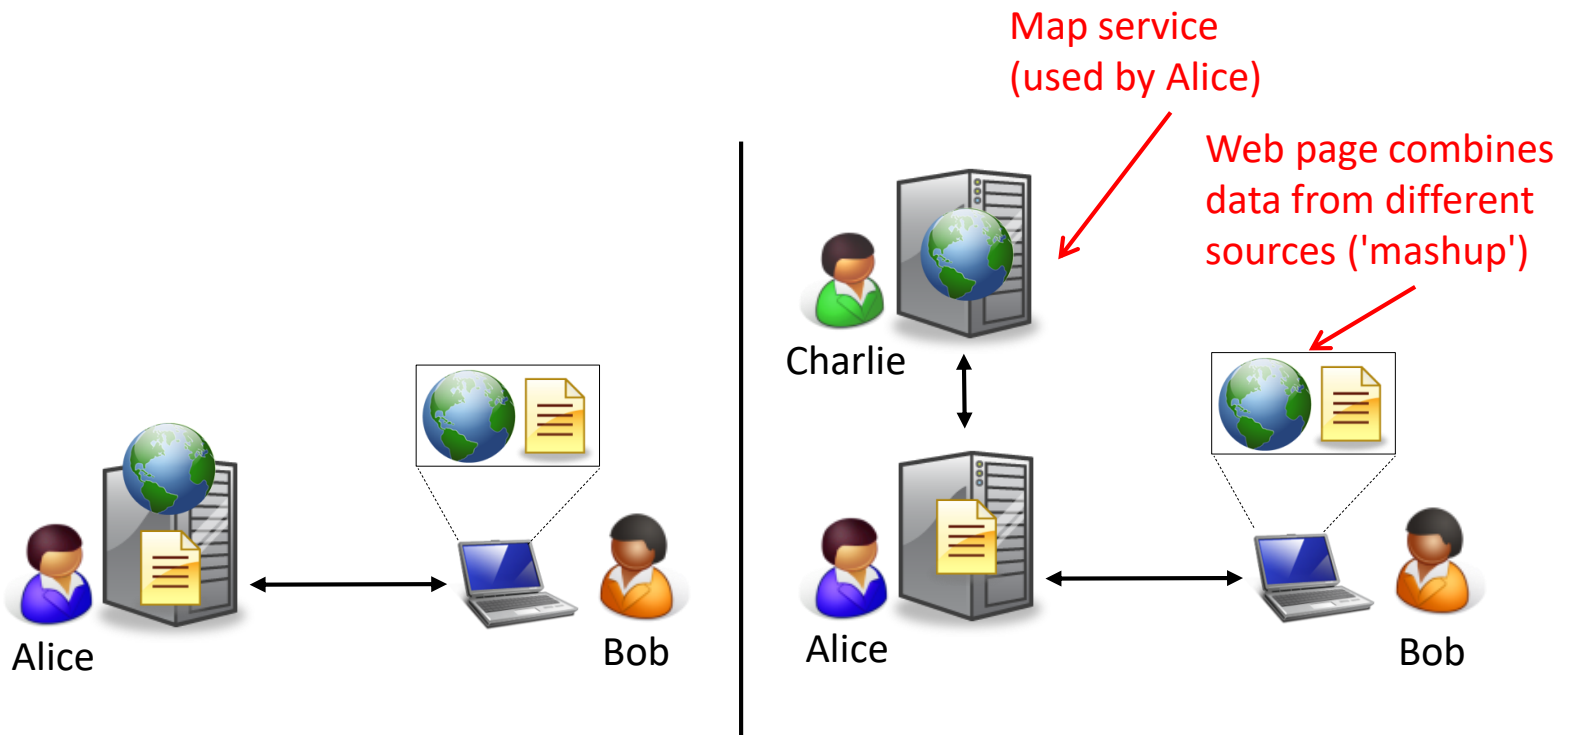 Map service
(used by Alice)
Web page combines
data from different
sources ('mashup')
Charlie
Alice
Bob
Alice
Bob